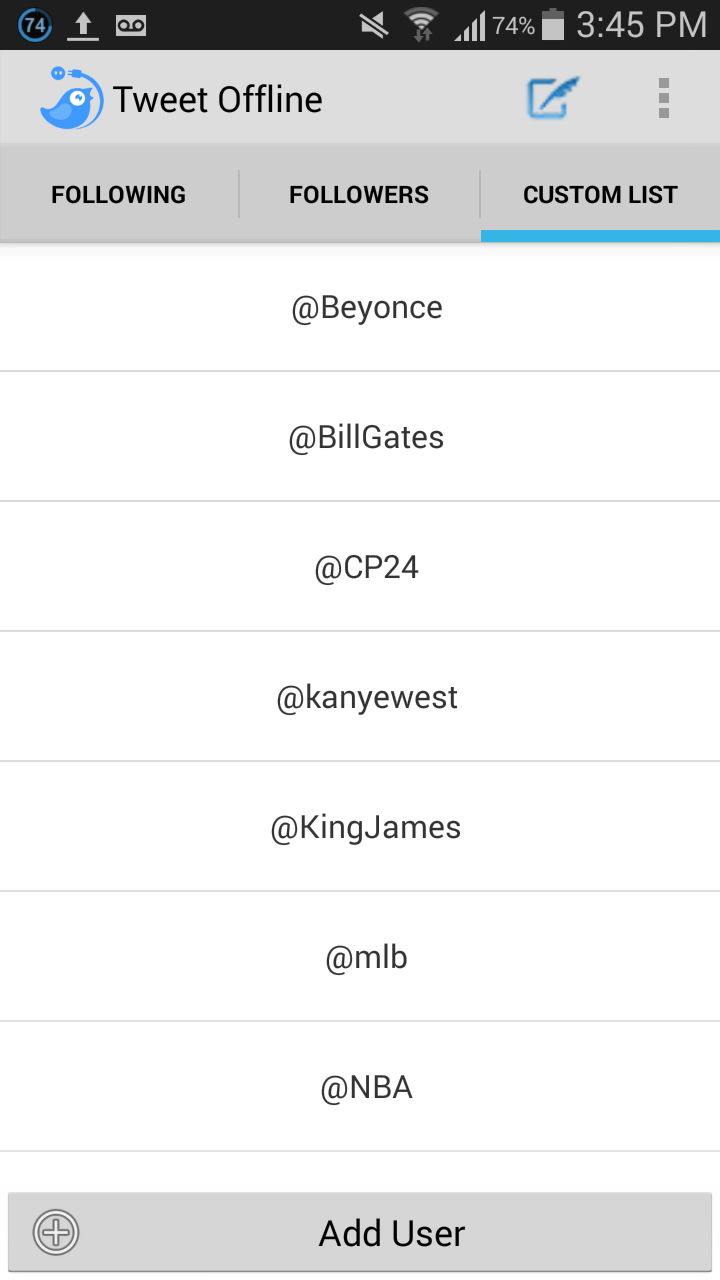 74 74% 3:45 PM
Tweet Offline
FOLLOWING FOLLOWERS CUSTOM LIST
@Beyonce
@BillGates
@CP24
@kanyewest
@KingJames
@mlb
@NBA
Add User